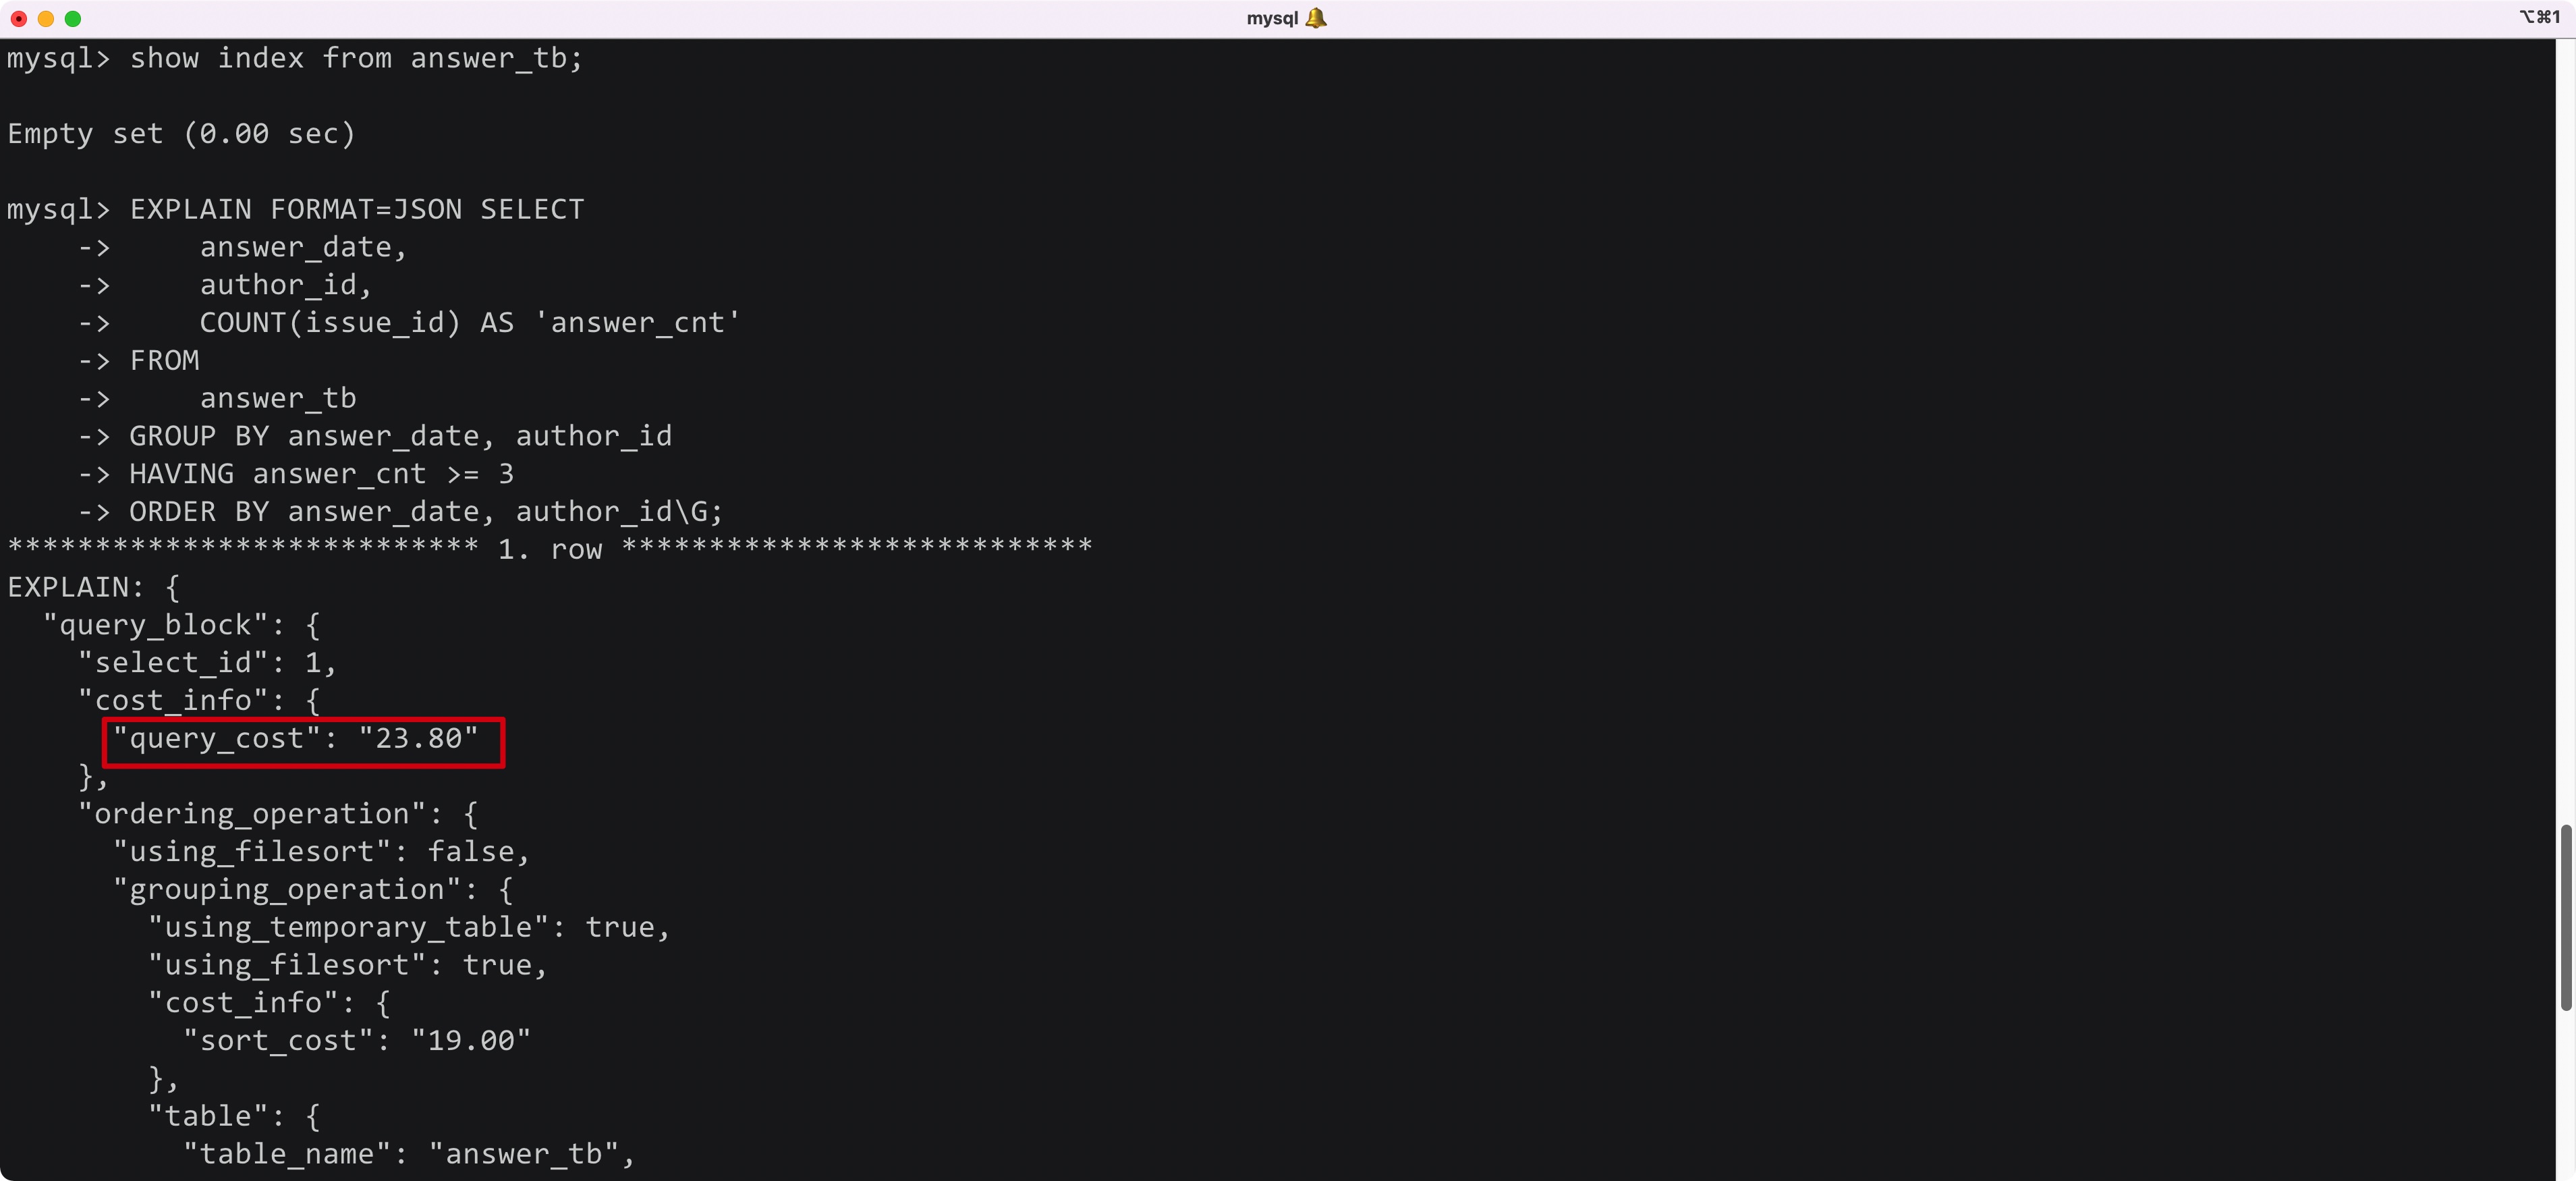 mysql 🔔
⌥⌘1
mysql> show index from answer_tb;
Empty set (0.00 sec)
mysql> EXPLAIN FORMAT=JSON SELECT
    ->     answer_date,
    ->     author_id,
    ->     COUNT(issue_id) AS 'answer_cnt'
    -> FROM
    ->     answer_tb
    -> GROUP BY answer_date, author_id
    -> HAVING answer_cnt >= 3
    -> ORDER BY answer_date, author_id\G;
*************************** 1. row ***************************
EXPLAIN: {
  "query_block": {
    "select_id": 1,
    "cost_info": {
      "query_cost": "23.80"
    },
    "ordering_operation": {
      "using_filesort": false,
      "grouping_operation": {
        "using_temporary_table": true,
        "using_filesort": true,
        "cost_info": {
          "sort_cost": "19.00"
        },
        "table": {
          "table_name": "answer_tb",